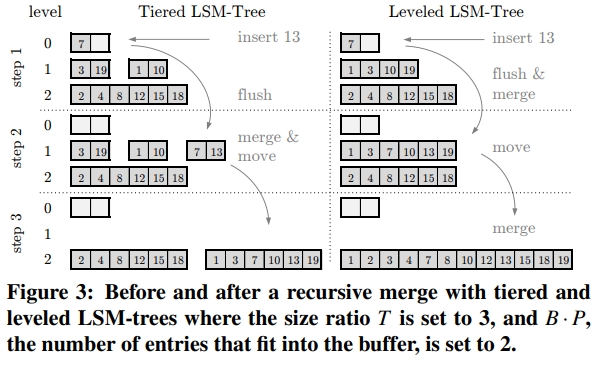 level Tiered LSM-Tree Leveled LSM-Tree
step 1
0 7 insert 13 7 insert 13
1 3 19 1 10 1 3 10 19 flush &
2 2 4 8 12 15 18 flush 2 4 8 12 15 18 merge
step 2
0
1 3 19 1 10 7 13 merge & 1 3 7 10 13 19 move
2 2 4 8 12 15 18 move 2 4 8 12 15 18
step 3
0
1 merge
2 2 4 8 12 15 18 1 3 7 10 13 19 1 2 3 4 7 8 10 12 13 15 18 19
Figure 3: Before and after a recursive merge with tiered and
leveled LSM-trees where the size ratio T is set to 3, and B · P,
the number of entries that fit into the buffer, is set to 2.